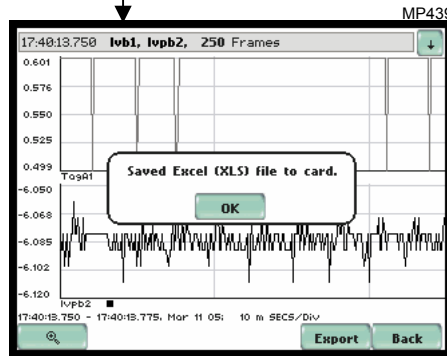 MP439
17:40:13.750 lvb1, lvpb2, 250 Frames
0.601
0.576
0.550
0.525
0.499
TagA1
Saved Excel (XLS) file to card.
OK
-6.050
-6.068
-6.085
-6.102
-6.120
lvpb2
17:40:13.750 - 17:40:13.775, Mar 11 05; 10 m SECS/Div
Export Back